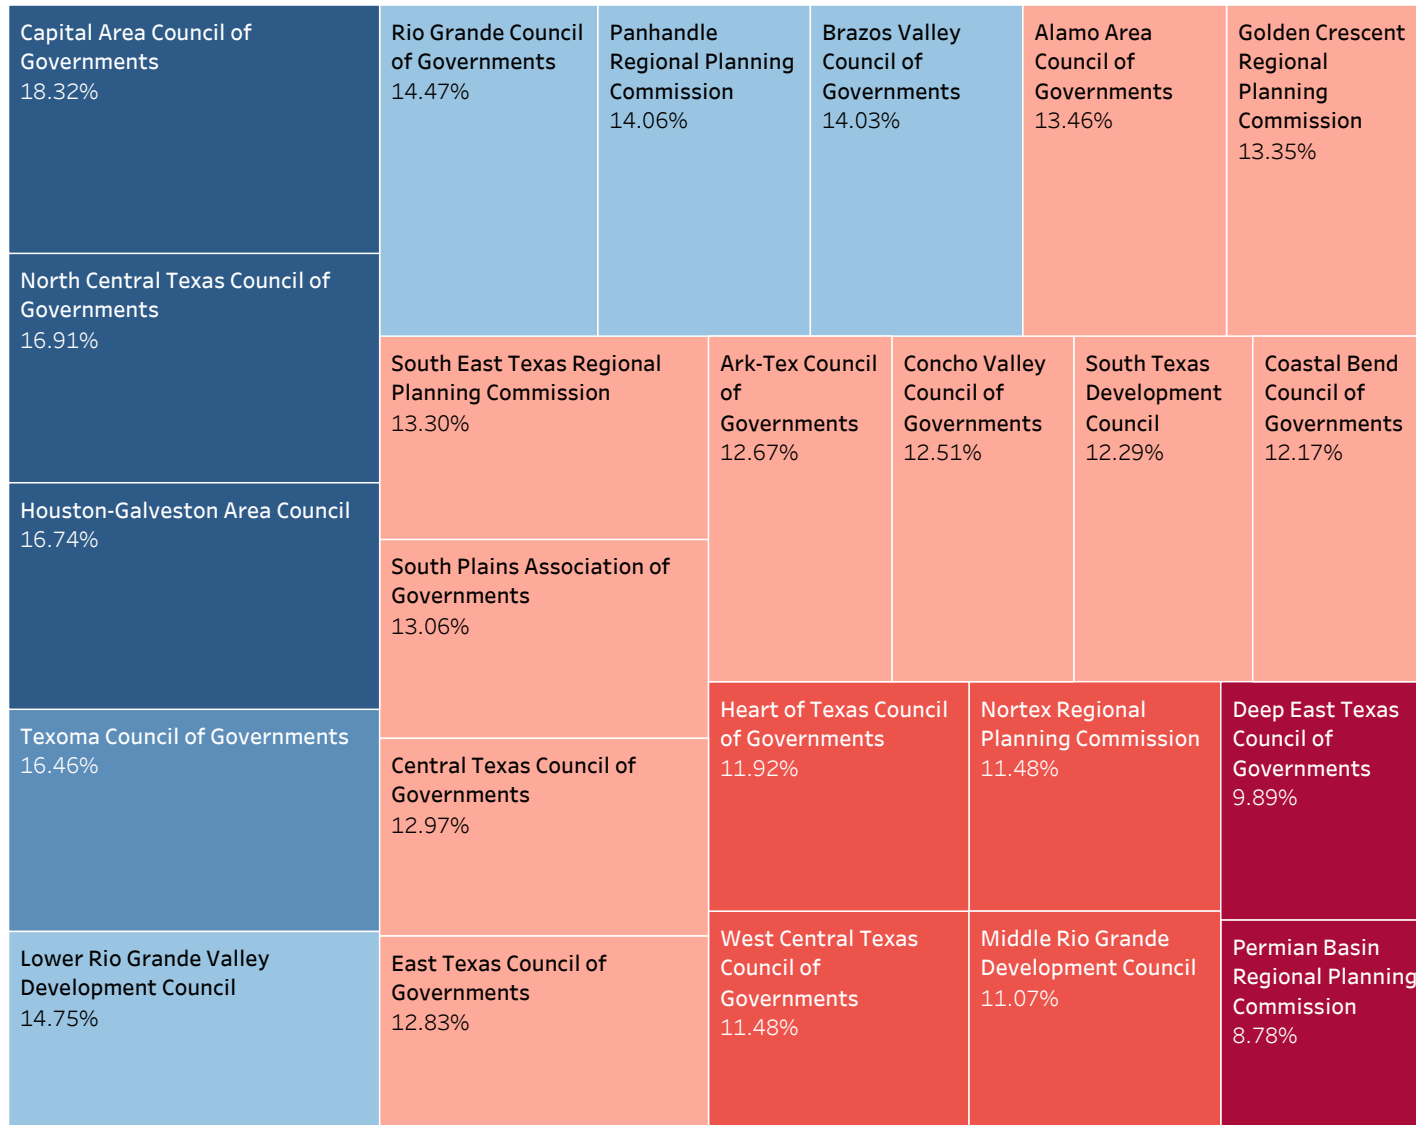 Capital Area Council of
Governments
18.32%
North Central Texas Council of
Governments
16.91%
Houston-Galveston Area Council
16.74%
Texoma Council of Governments
16.46%
Lower Rio Grande Valley
Development Council
14.75%
Rio Grande Council
of Governments
14.47%
Panhandle
Regional Planning
Commission
14.06%
Brazos Valley
Council of
Governments
14.03%
Alamo Area
Council of
Governments
13.46%
Golden Crescent
Regional
Planning
Commission
13.35%
South East Texas Regional
Planning Commission
13.30%
South Plains Association of
Governments
13.06%
Central Texas Council of
Governments
12.97%
East Texas Council of
Governments
12.83%
Ark-Tex Council
of
Governments
12.67%
Concho Valley
Council of
Governments
12.51%
South Texas
Development
Council
12.29%
Coastal Bend
Council of
Governments
12.17%
Heart of Texas Council
of Governments
11.92%
Nortex Regional
Planning Commission
11.48%
West Central Texas
Council of
Governments
11.48%
Middle Rio Grande
Development Council
11.07%
Deep East Texas
Council of
Governments
9.89%
Permian Basin
Regional Planning
Commission
8.78%